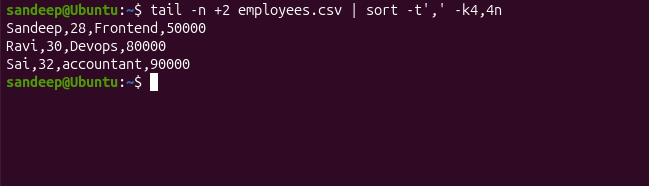 sandeep@Ubuntu:~$ tail -n +2 employees.csv | sort -t',' -k4,4n
Sandeep,28,Frontend,50000
Ravi,30,Devops,80000
Sai,32,accountant,90000
sandeep@Ubuntu:~$